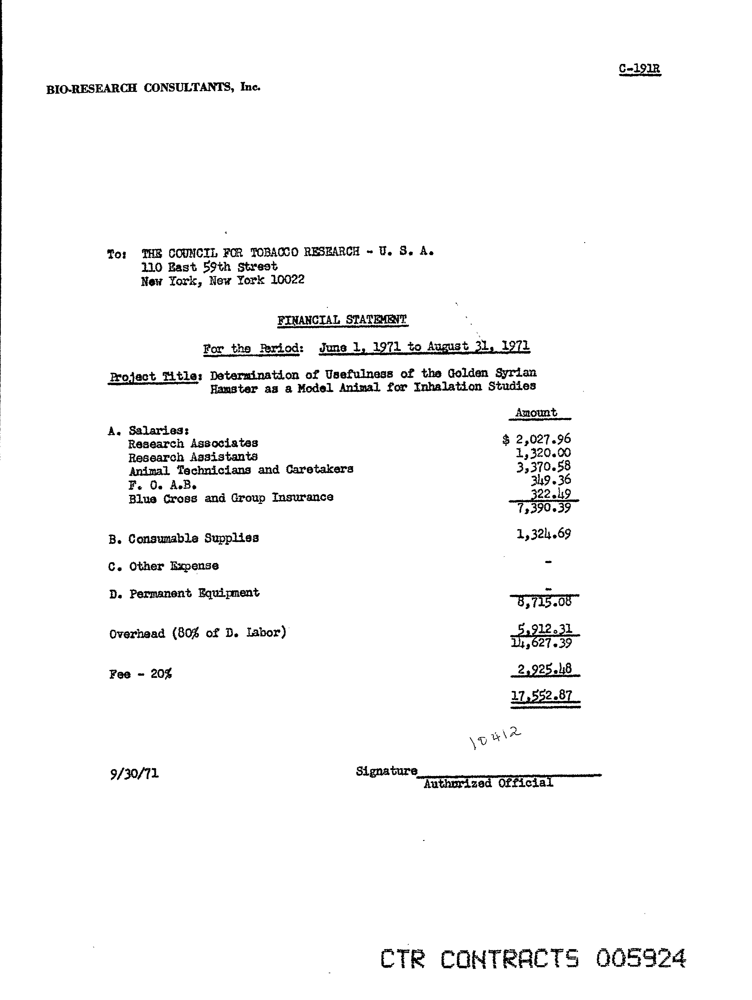 C-191R
BIO-RESEARCH CONSULTANTS, Inc.
To: THE COUNCIL FOR TOBACCO RESEARCH - U. S. A.
110 East 59th Street
New York, New York 10022
FINANCIAL STATEMENT
For the Period: June 1, 1971 to August 31, 1971
Project Title: Determination of Usefulness of the Golden Syrian
Hamster as a Model Animal for Inhalation Studies
Amount
A. Salaries:
Research Associates $ 2,027.96
Research Assistants 1,320.00
Animal Technicians and Caretakers 3,370.58
F. O. A.B. 349.36
Blue Cross and Group Insurance 322.49
7,390.39
B. Consumable Supplies 1,324.69
C. Other Expense -
D. Permanent Equipment -
8,715.08
Overhead (80% of D. Labor) 5,912.31
14,627.39
Fee - 20% 2,925.48
17,552.87
10412
9/30/71 Signature
Authorized Official
CTR CONTRACTS 005924